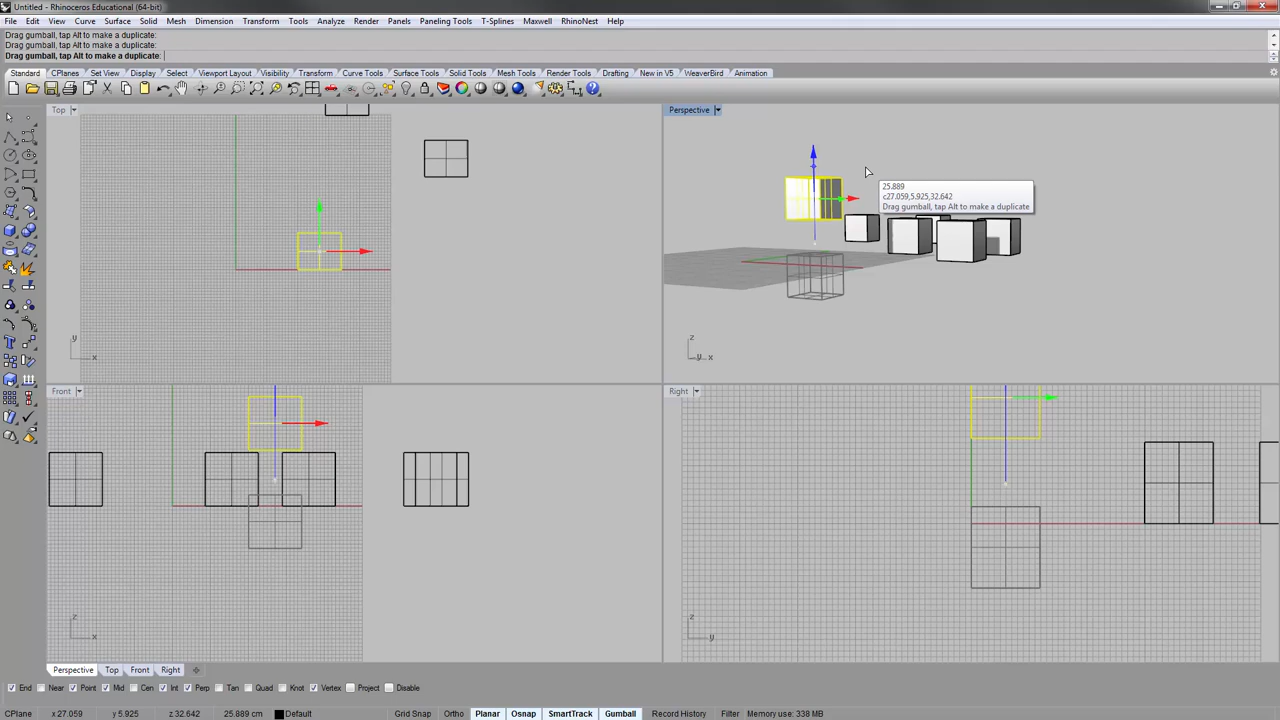 Untitled - Rhinoceros Educational (64-bit)
File Edit View Curve Surface Solid Mesh Dimension Transform Tools Analyze Render Panels Paneling Tools T-Splines Maxwell RhinoNest Help
Drag gumball, tap Alt to make a duplicate:
Drag gumball, tap Alt to make a duplicate:
Drag gumball, tap Alt to make a duplicate:
Standard CPlanes Set View Display Select Viewport Layout Visibility Transform Curve Tools Surface Tools Solid Tools Mesh Tools Render Tools Drafting New in V5 WeaverBird Animation
Top
y
x
Perspective
25.889
c27.059,5.925,32.642
Drag gumball, tap Alt to make a duplicate
z
y x
Front
z
x
Right
z
y
Perspective Top Front Right
End Near Point Mid Cen Int Perp Tan Quad Knot Vertex Project Disable
CPlane x 27.059 y 5.925 z 32.642 25.889 cm Default Grid Snap Ortho Planar Osnap SmartTrack Gumball Record History Filter Memory use: 338 MB